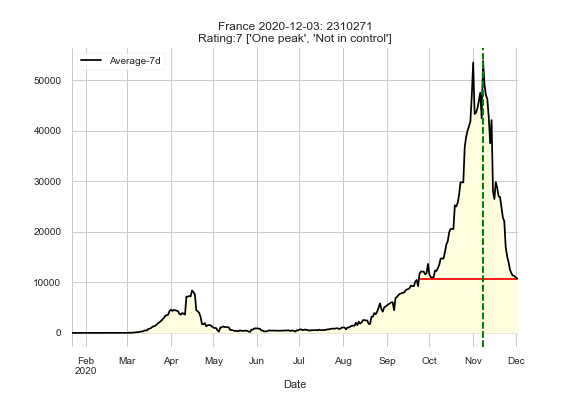 France 2020-12-03: 2310271
Rating:7 ['One peak', 'Not in control']
Average-7d
50000
40000
30000
20000
10000
0
Feb Mar Apr May Jun Jul Aug Sep Oct Nov Dec
2020
Date